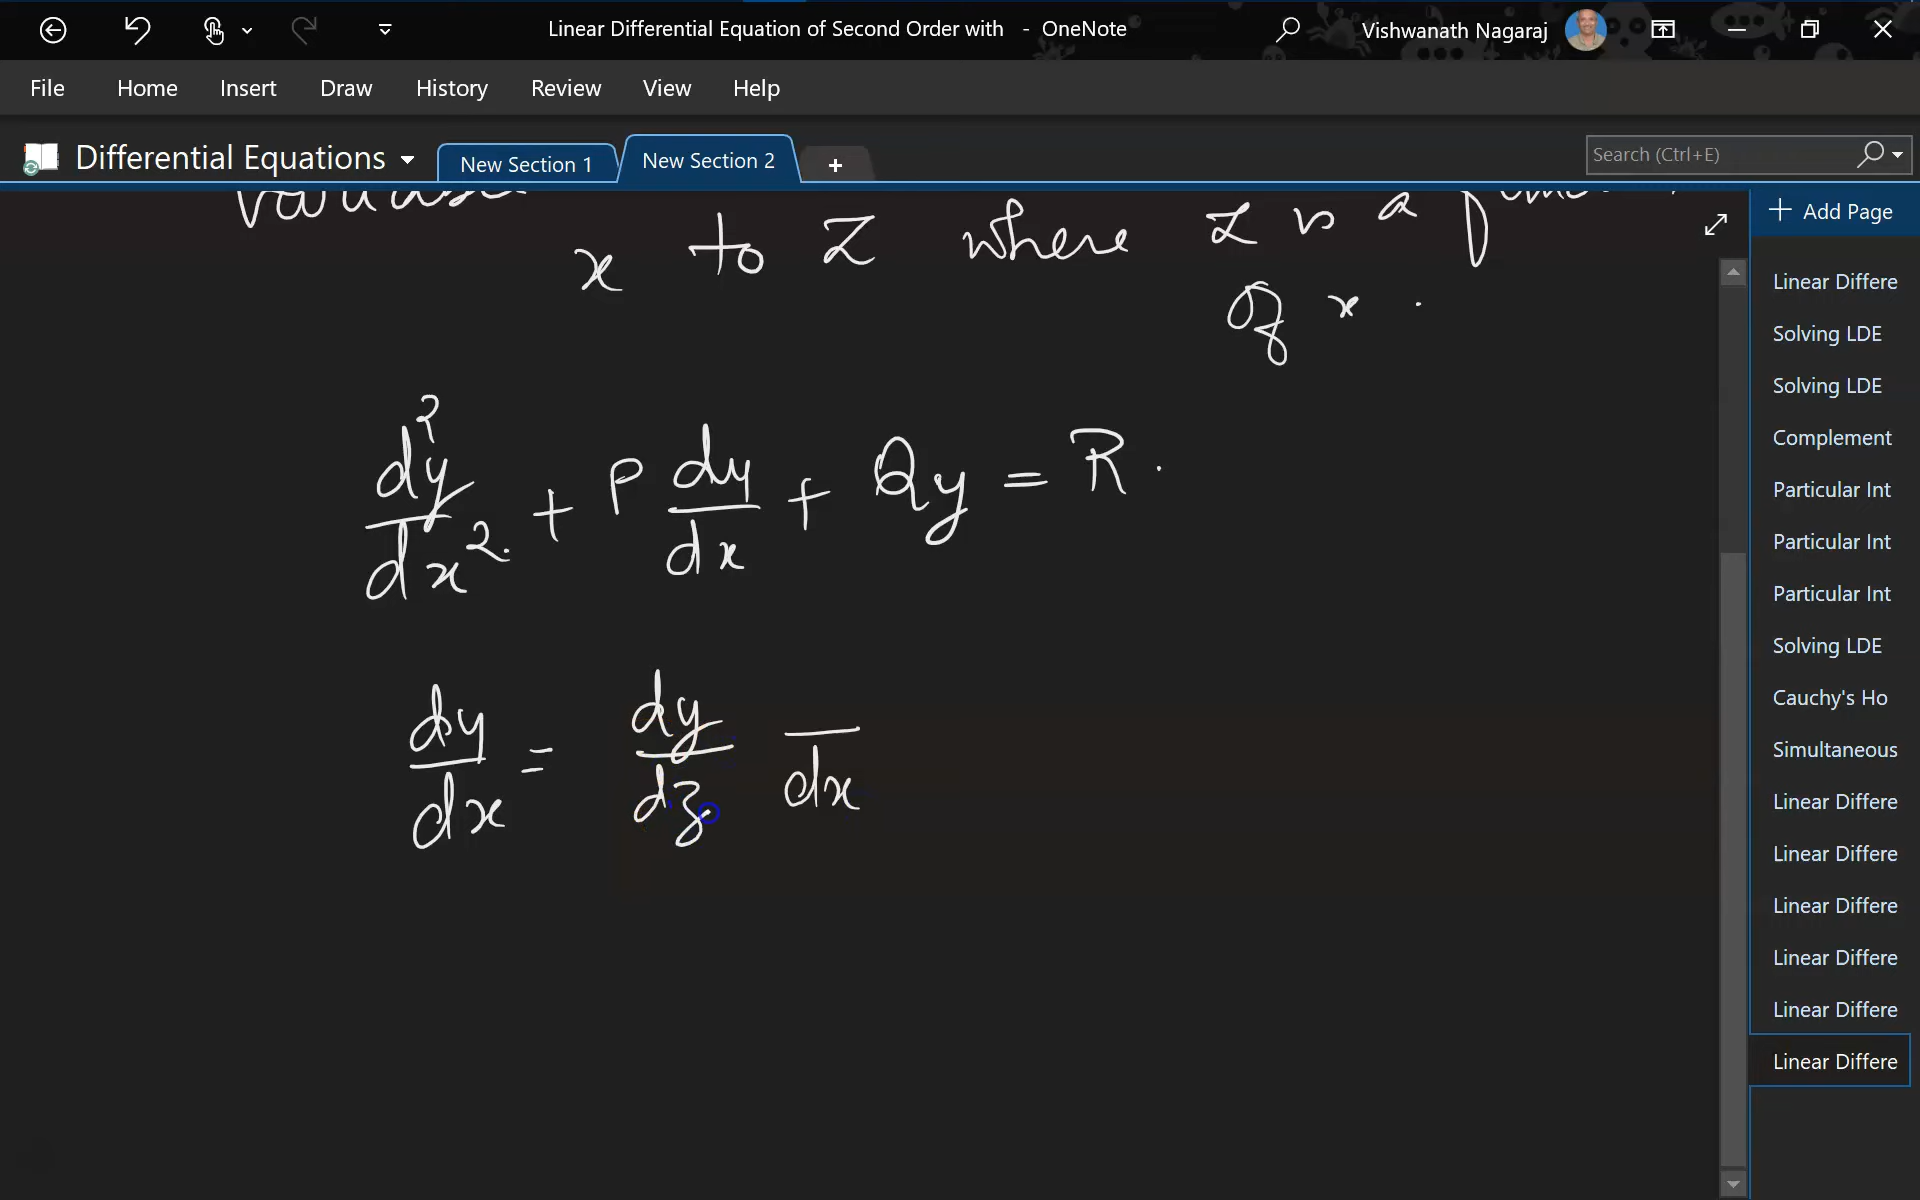 Linear Differential Equation of Second Order with - OneNote
Vishwanath Nagaraj
File Home Insert Draw History Review View Help
Differential Equations
New Section 1
New Section 2
+
Search (Ctrl+E)
x to Z where Z is a
of x .
d²y/dx² + P dy/dx + Qy = R .
dy/dx = dy/dz /dx
+ Add Page
Linear Differe
Solving LDE
Solving LDE
Complement
Particular Int
Particular Int
Particular Int
Solving LDE
Cauchy's Ho
Simultaneous
Linear Differe
Linear Differe
Linear Differe
Linear Differe
Linear Differe
Linear Differe